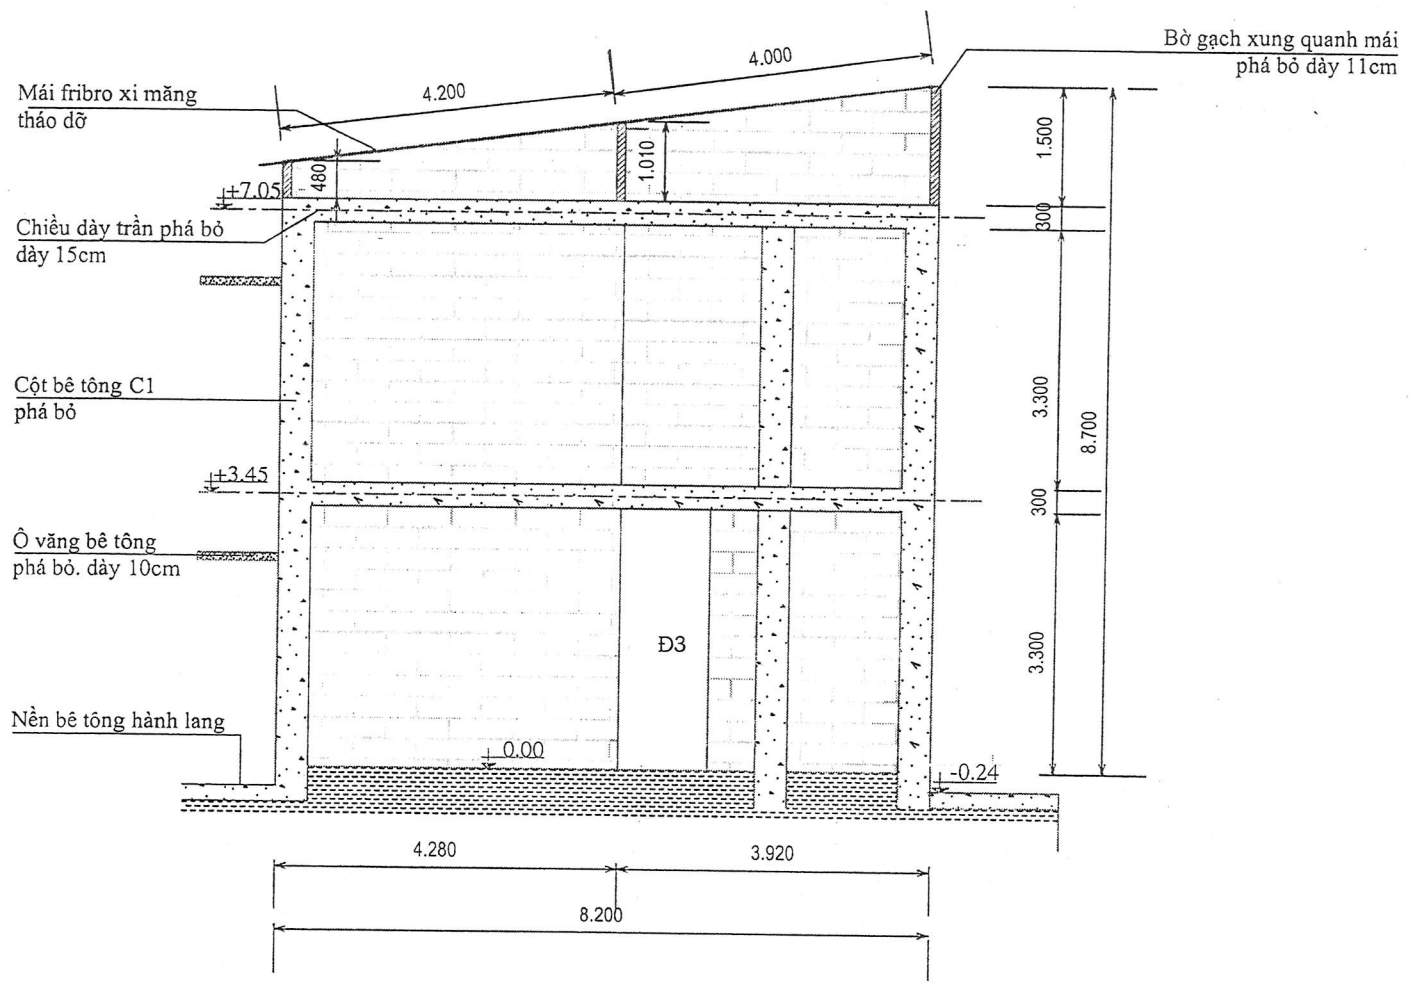 Bờ gạch xung quanh mái
phá bỏ dày 11cm
4.000
4.200
Mái fribro xi măng
tháo dỡ
1.500
1.010
480
+7.05
300
Chiều dày trần phá bỏ
dày 15cm
Cột bê tông C1
phá bỏ
3.300
8.700
+3.45
300
Ô văng bê tông
phá bỏ. dày 10cm
Đ3
3.300
Nền bê tông hành lang
+0.00
-0.24
4.280
3.920
8.200